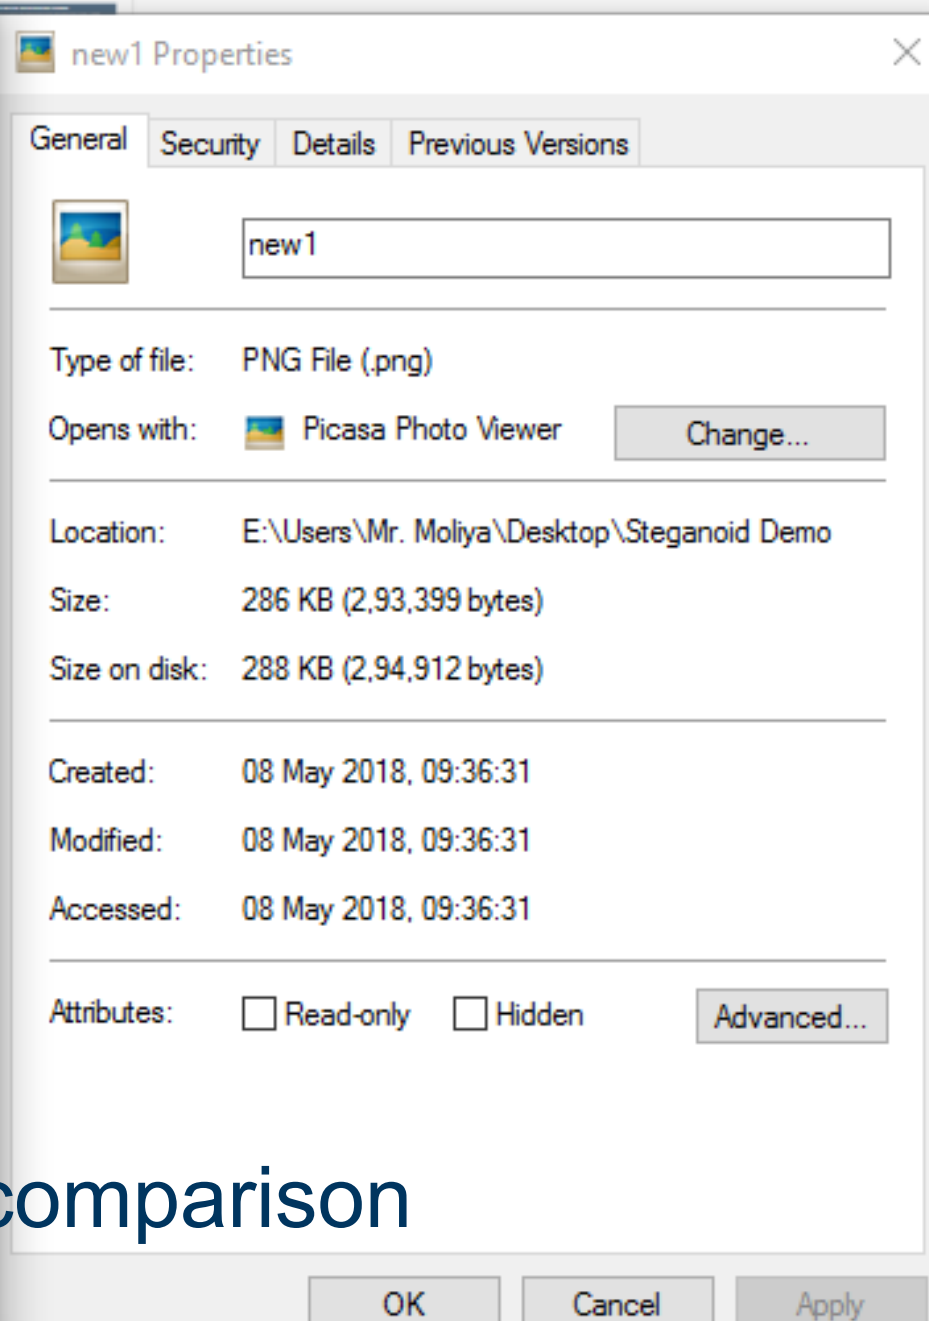 new1 Properties
General Security Details Previous Versions
new1
Type of file: PNG File (.png)
Opens with: Picasa Photo Viewer Change...
Location: E:\Users\Mr. Moliya\Desktop\Steganoid Demo
Size: 286 KB (2,93,399 bytes)
Size on disk: 288 KB (2,94,912 bytes)
Created: 08 May 2018, 09:36:31
Modified: 08 May 2018, 09:36:31
Accessed: 08 May 2018, 09:36:31
Attributes: Read-only Hidden Advanced...
comparison
OK Cancel Apply